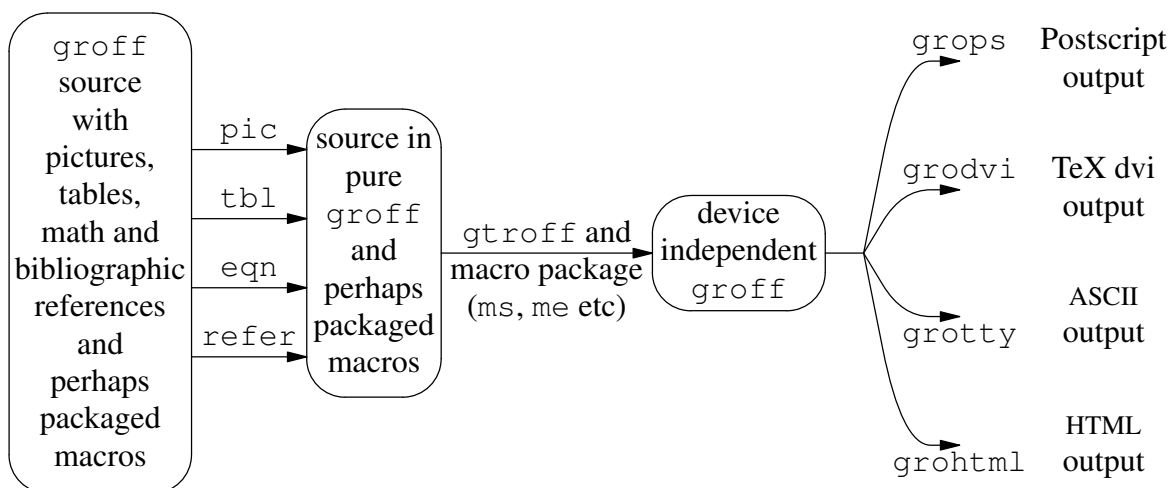 groff
source
with
pictures,
tables,
math and
bibliographic
references
and
perhaps
packaged
macros
pic
tbl
eqn
refer
source in
pure
groff
and
perhaps
packaged
macros
gtroff and
macro package
(ms, me etc)
device
independent
groff
grops
Postscript
output
grodvi
TeX dvi
output
grotty
ASCII
output
grohtml
HTML
output